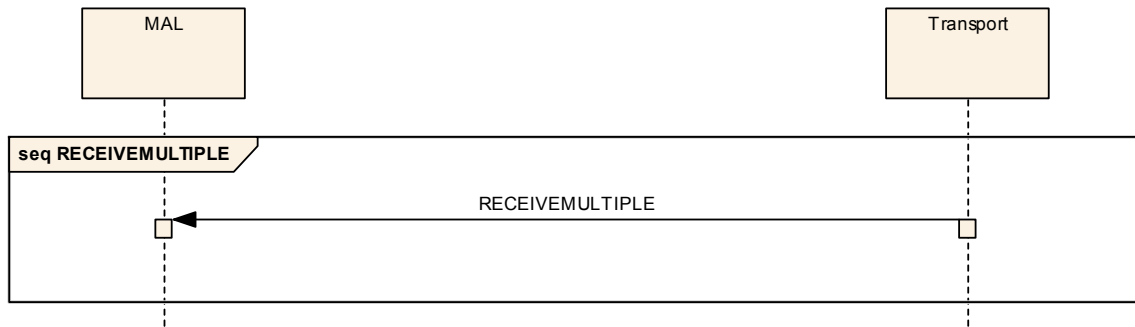 MAL
Transport
seq RECEIVEMULTIPLE
RECEIVEMULTIPLE